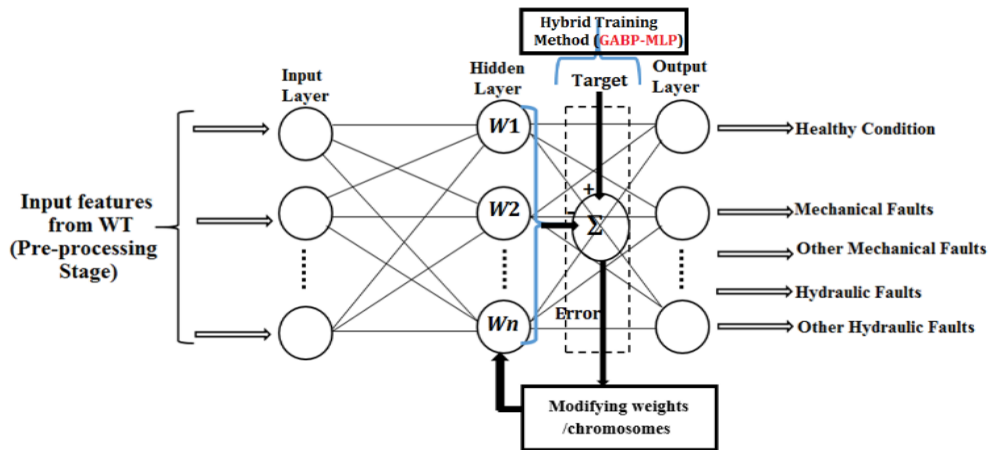 Hybrid Training
Method (GABP-MLP)
Input
Layer
Hidden
Layer
Target
Output
Layer
Input features
from WT
(Pre-processing
Stage)
W1
W2
Wn
+
-
Σ
Error
Healthy Condition
Mechanical Faults
Other Mechanical Faults
Hydraulic Faults
Other Hydraulic Faults
Modifying weights
/chromosomes